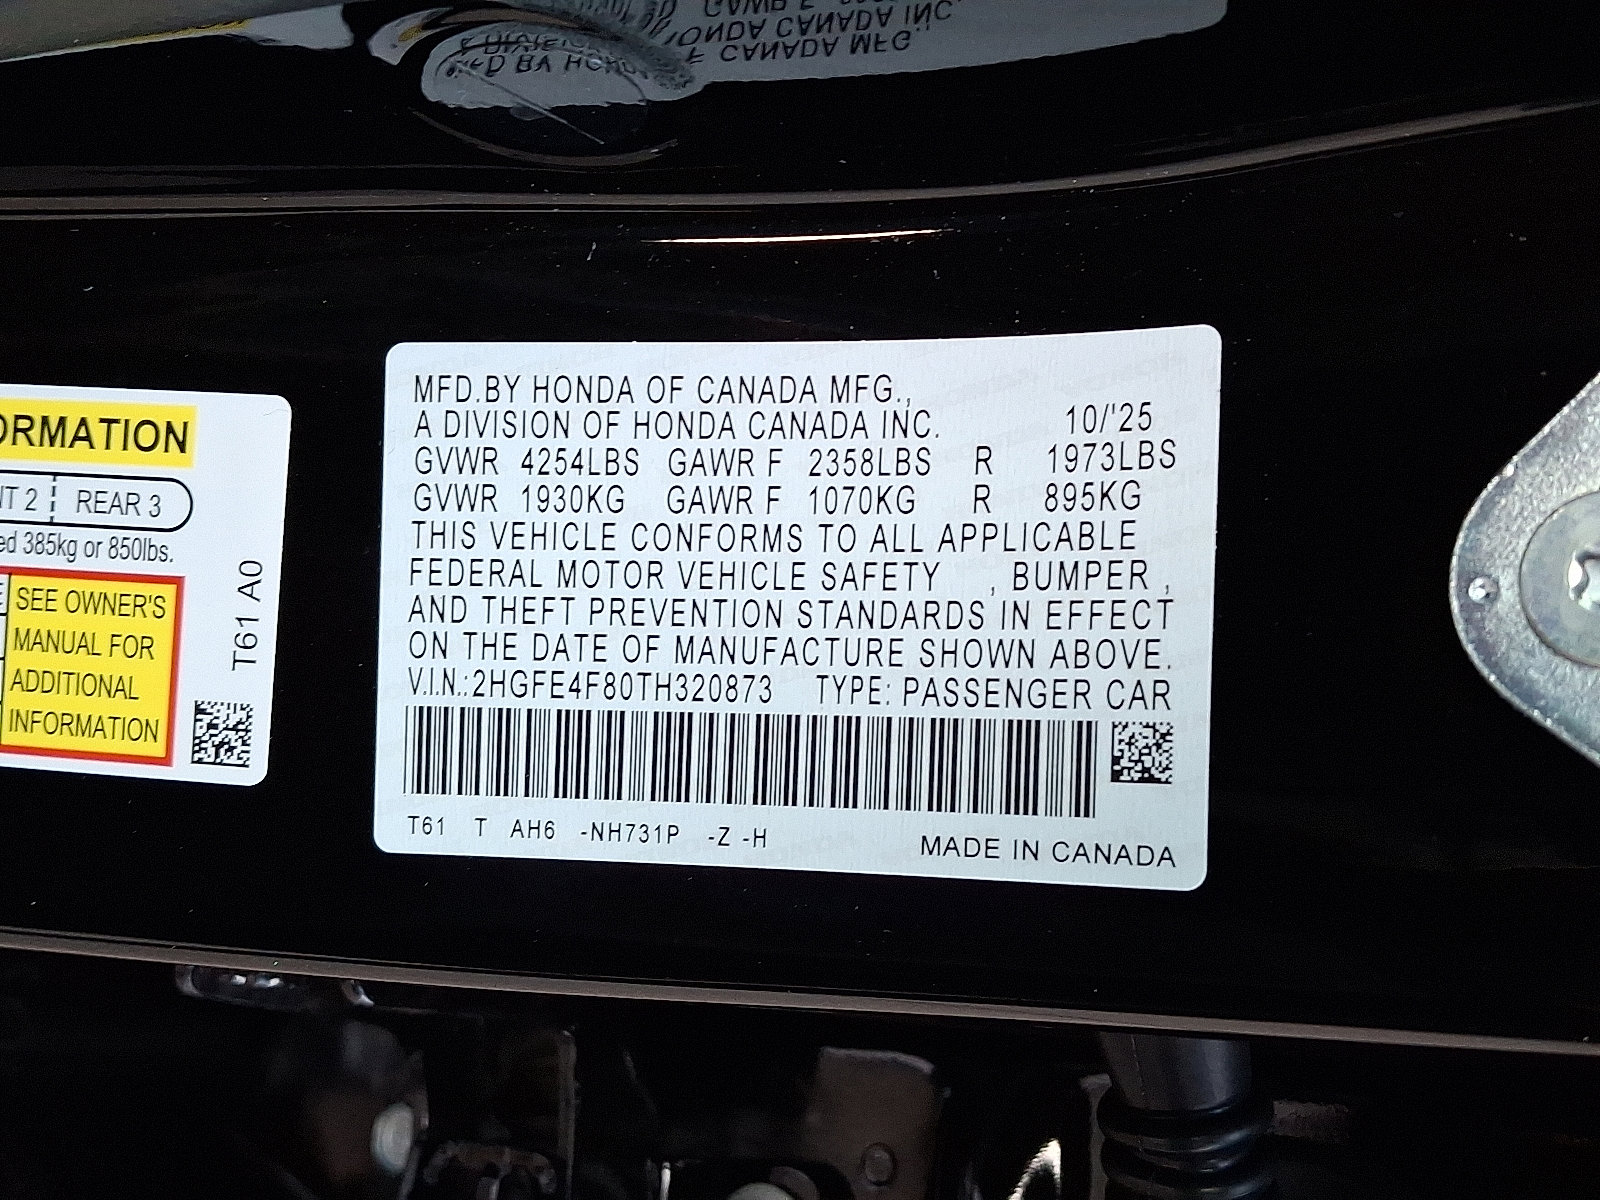 ORMATION
NT 2 REAR 3
ed 385kg or 850lbs.
E SEE OWNER'S
MANUAL FOR
ADDITIONAL
INFORMATION
T61 A0
MFD.BY HONDA OF CANADA MFG.,
A DIVISION OF HONDA CANADA INC. 10/'25
GVWR 4254LBS GAWR F 2358LBS R 1973LBS
GVWR 1930KG GAWR F 1070KG R 895KG
THIS VEHICLE CONFORMS TO ALL APPLICABLE
FEDERAL MOTOR VEHICLE SAFETY , BUMPER ,
AND THEFT PREVENTION STANDARDS IN EFFECT
ON THE DATE OF MANUFACTURE SHOWN ABOVE.
V.I.N.:2HGFE4F80TH320873 TYPE: PASSENGER CAR
T61 T AH6 -NH731P -Z -H MADE IN CANADA